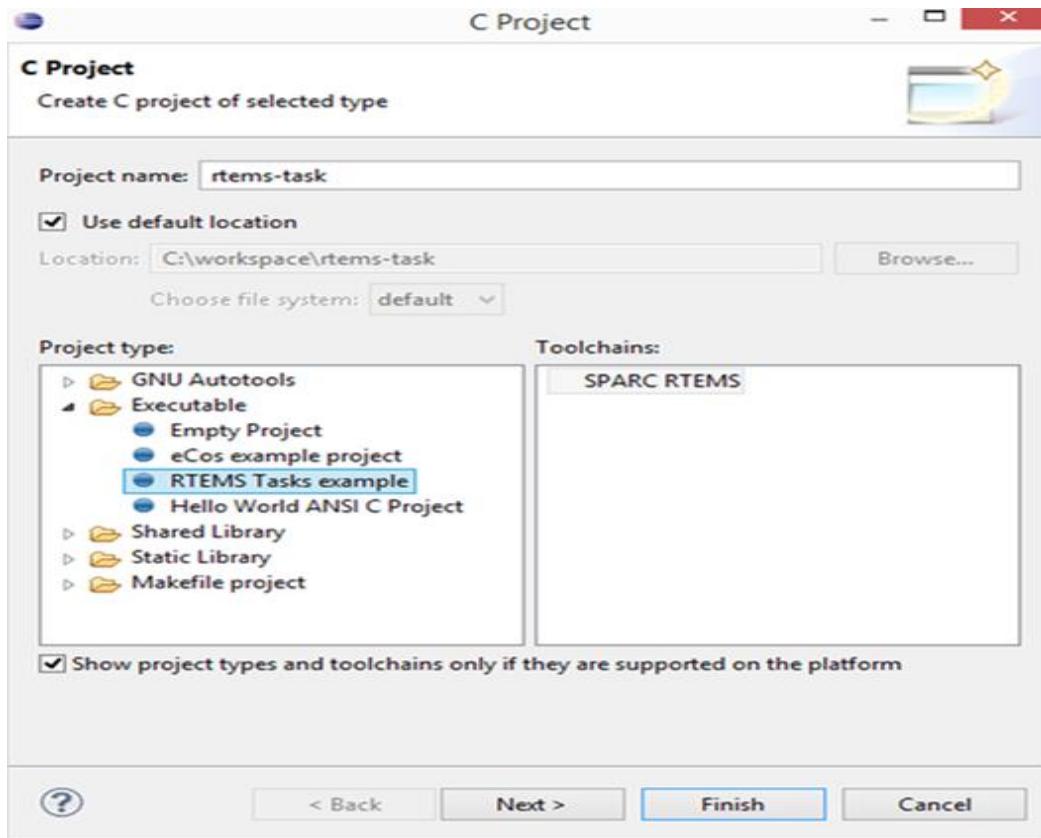 C Project
C Project
Create C project of selected type
Project name: rtems-task
Use default location
Location: C:\workspace\rtems-task Browse...
Choose file system: default
Project type: Toolchains:
GNU Autotools SPARC RTEMS
Executable
Empty Project
eCos example project
RTEMS Tasks example
Hello World ANSI C Project
Shared Library
Static Library
Makefile project
Show project types and toolchains only if they are supported on the platform
? < Back Next > Finish Cancel